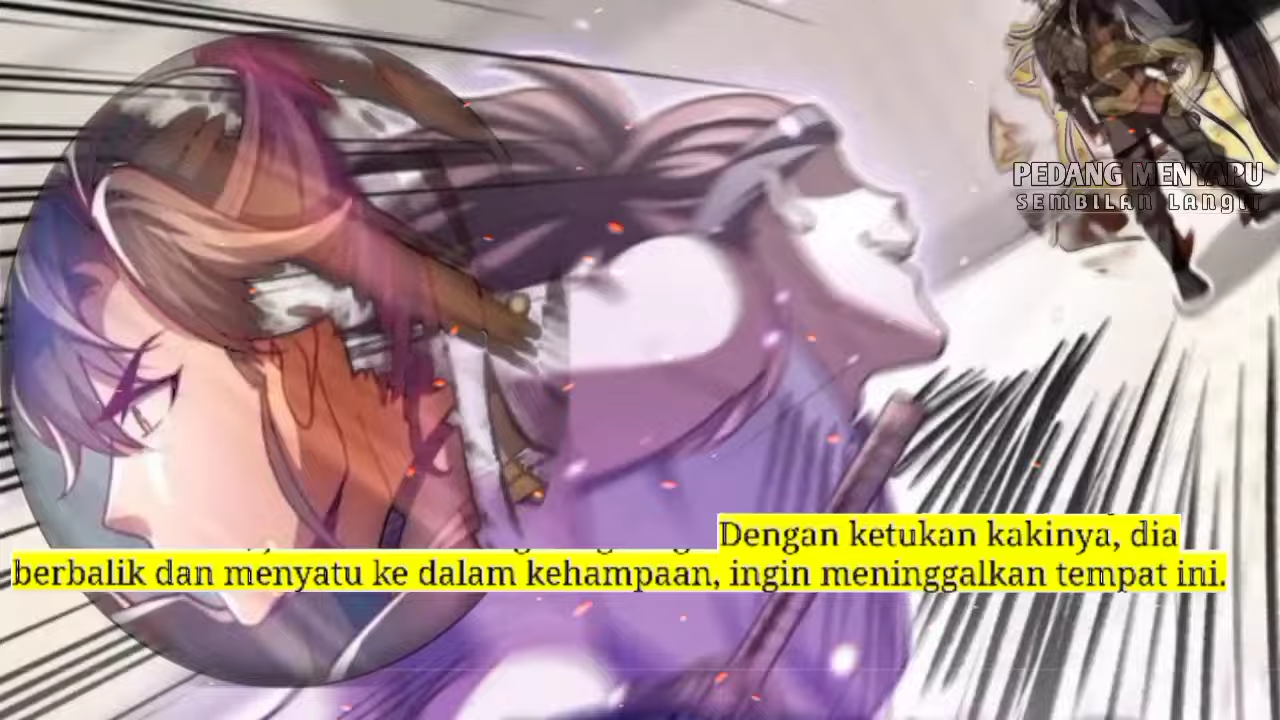 PEDANG MENYAPU
SEMBILAN LANGIT
Dengan ketukan kakinya, dia
berbalik dan menyatu ke dalam kehampaan, ingin meninggalkan tempat ini.